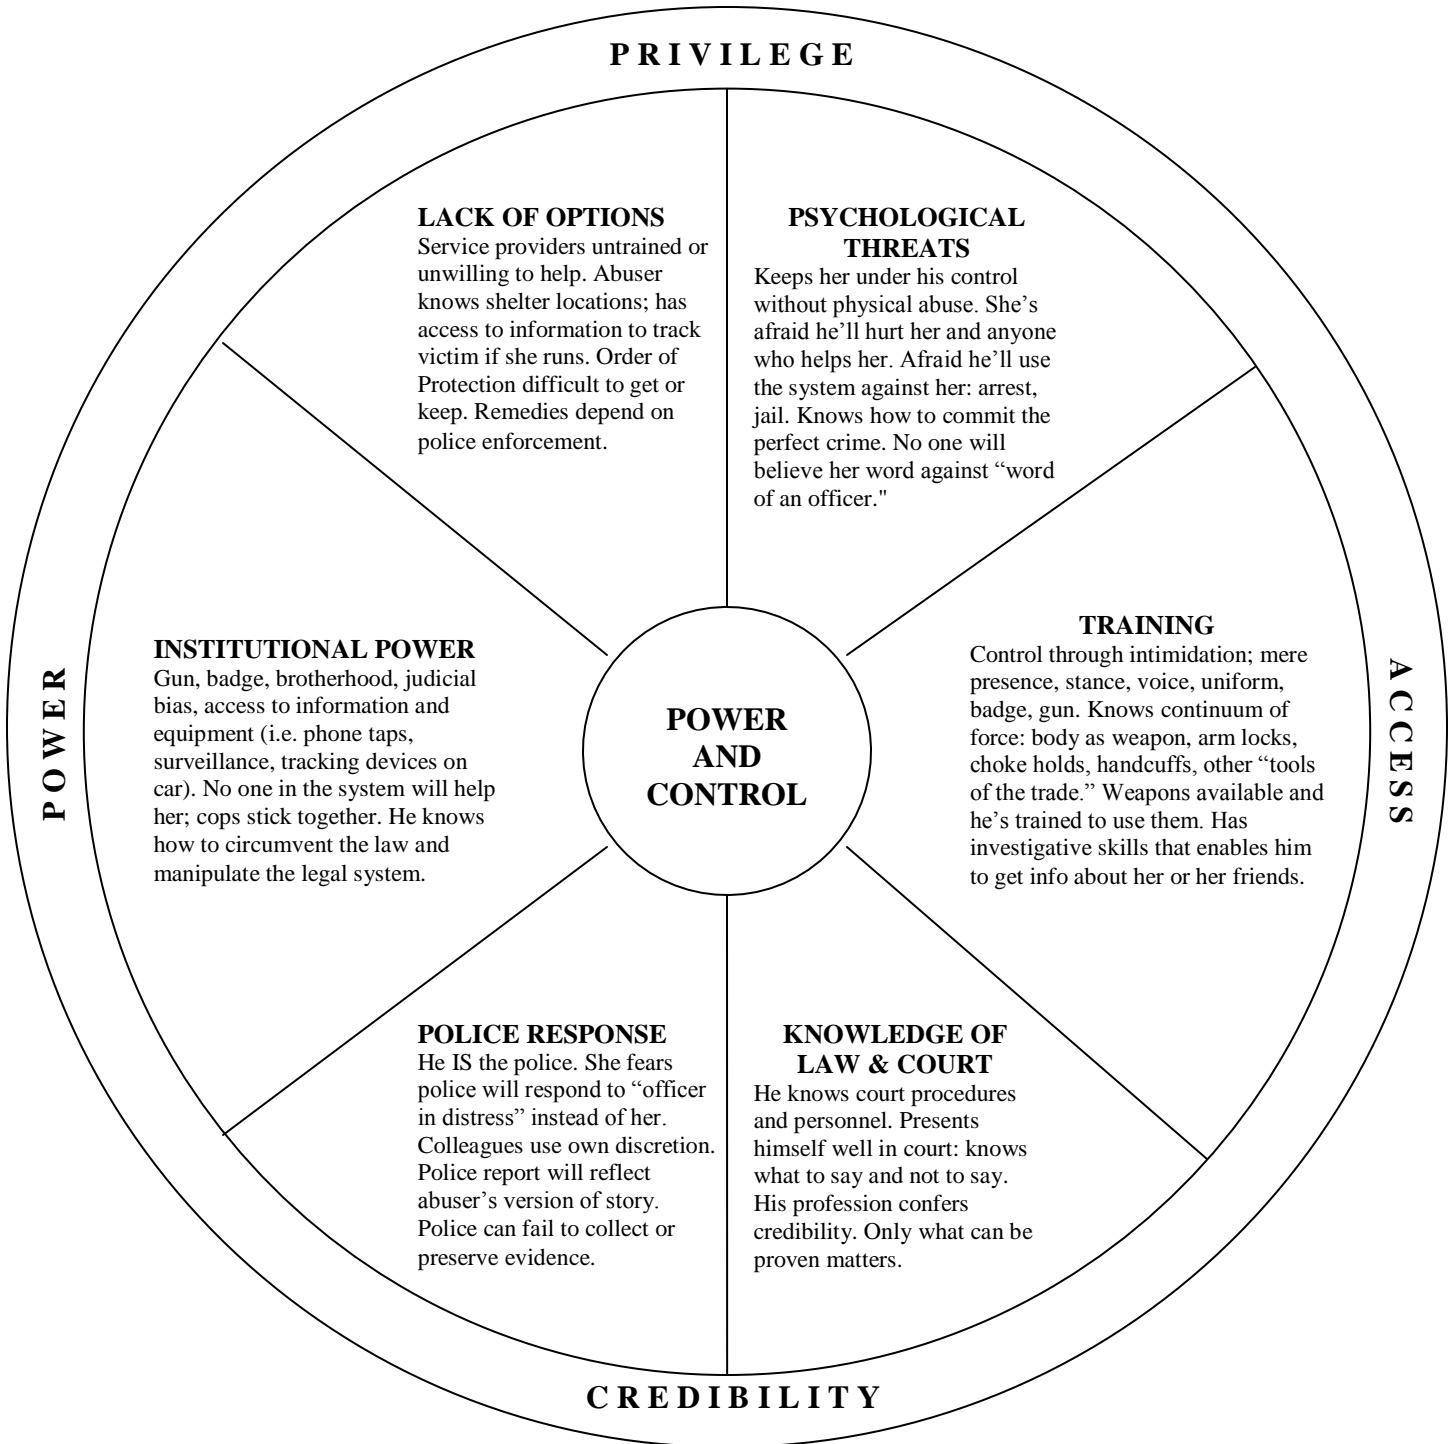 PRIVILEGE
LACK OF OPTIONS
Service providers untrained or
unwilling to help. Abuser
knows shelter locations; has
access to information to track
victim if she runs. Order of
Protection difficult to get or
keep. Remedies depend on
police enforcement.
PSYCHOLOGICAL
THREATS
Keeps her under his control
without physical abuse. She’s
afraid he’ll hurt her and anyone
who helps her. Afraid he’ll use
the system against her: arrest,
jail. Knows how to commit the
perfect crime. No one will
believe her word against “word
of an officer."
POWER
INSTITUTIONAL POWER
Gun, badge, brotherhood, judicial
bias, access to information and
equipment (i.e. phone taps,
surveillance, tracking devices on
car). No one in the system will help
her; cops stick together. He knows
how to circumvent the law and
manipulate the legal system.
POWER
AND
CONTROL
TRAINING
Control through intimidation; mere
presence, stance, voice, uniform,
badge, gun. Knows continuum of
force: body as weapon, arm locks,
choke holds, handcuffs, other “tools
of the trade.” Weapons available and
he’s trained to use them. Has
investigative skills that enables him
to get info about her or her friends.
ACCESS
POLICE RESPONSE
He IS the police. She fears
police will respond to “officer
in distress” instead of her.
Colleagues use own discretion.
Police report will reflect
abuser’s version of story.
Police can fail to collect or
preserve evidence.
KNOWLEDGE OF
LAW & COURT
He knows court procedures
and personnel. Presents
himself well in court: knows
what to say and not to say.
His profession confers
credibility. Only what can be
proven matters.
CREDIBILITY